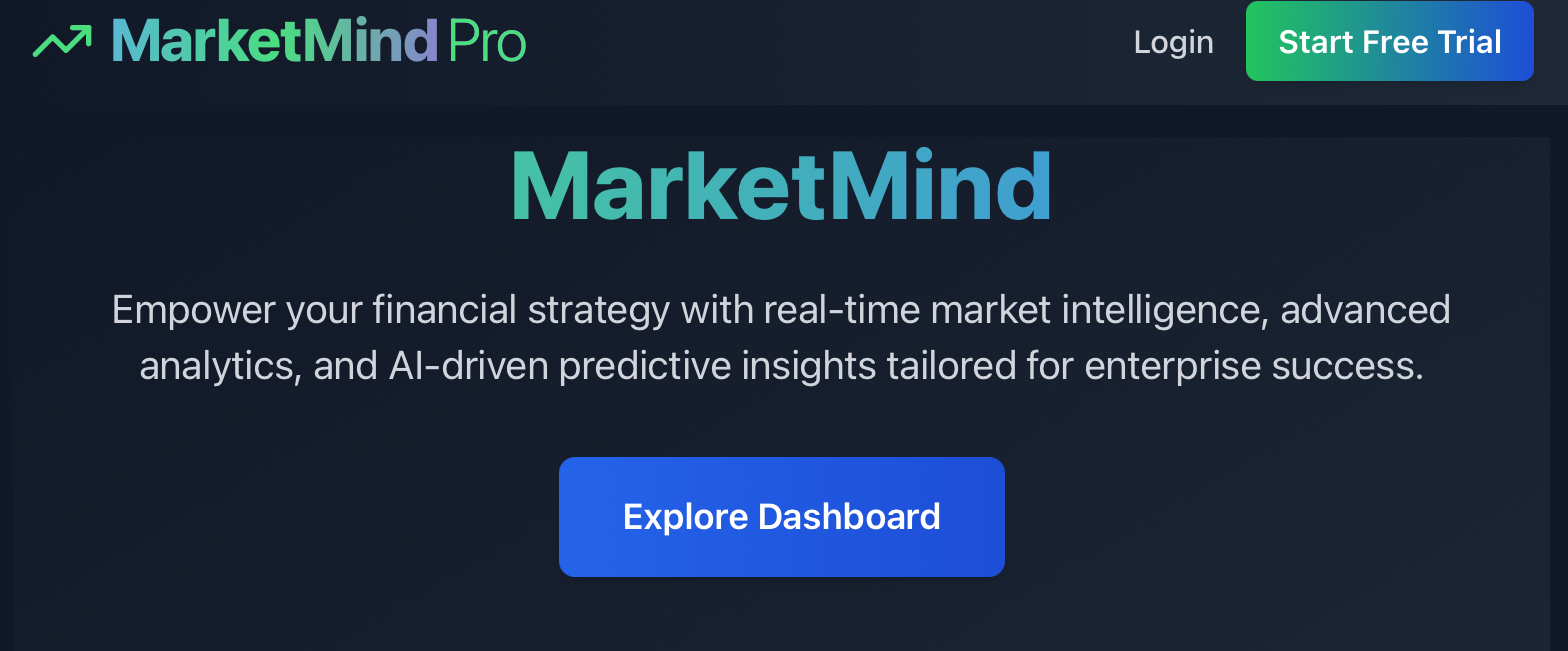 MarketMind Pro
Login
Start Free Trial
MarketMind
Empower your financial strategy with real-time market intelligence, advanced
analytics, and AI-driven predictive insights tailored for enterprise success.
Explore Dashboard